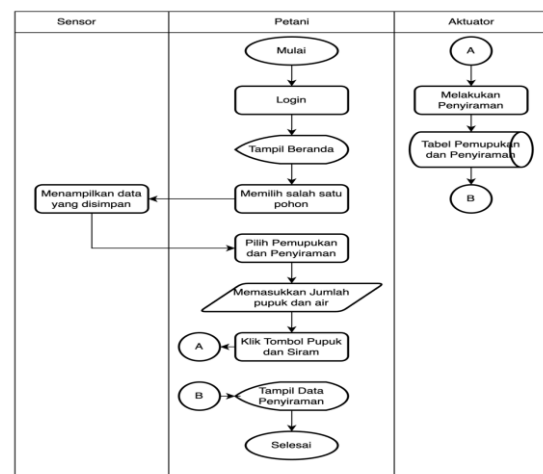 Sensor
Petani
Aktuator
Mulai
Login
Tampil Beranda
Memilih salah satu
pohon
Menampilkan data
yang disimpan
Pilih Pemupukan
dan Penyiraman
Memasukkan Jumlah
pupuk dan air
Klik Tombol Pupuk
dan Siram
A
B
Tampil Data
Penyiraman
Selesai
A
Melakukan
Penyiraman
Tabel Pemupukan
dan Penyiraman
B